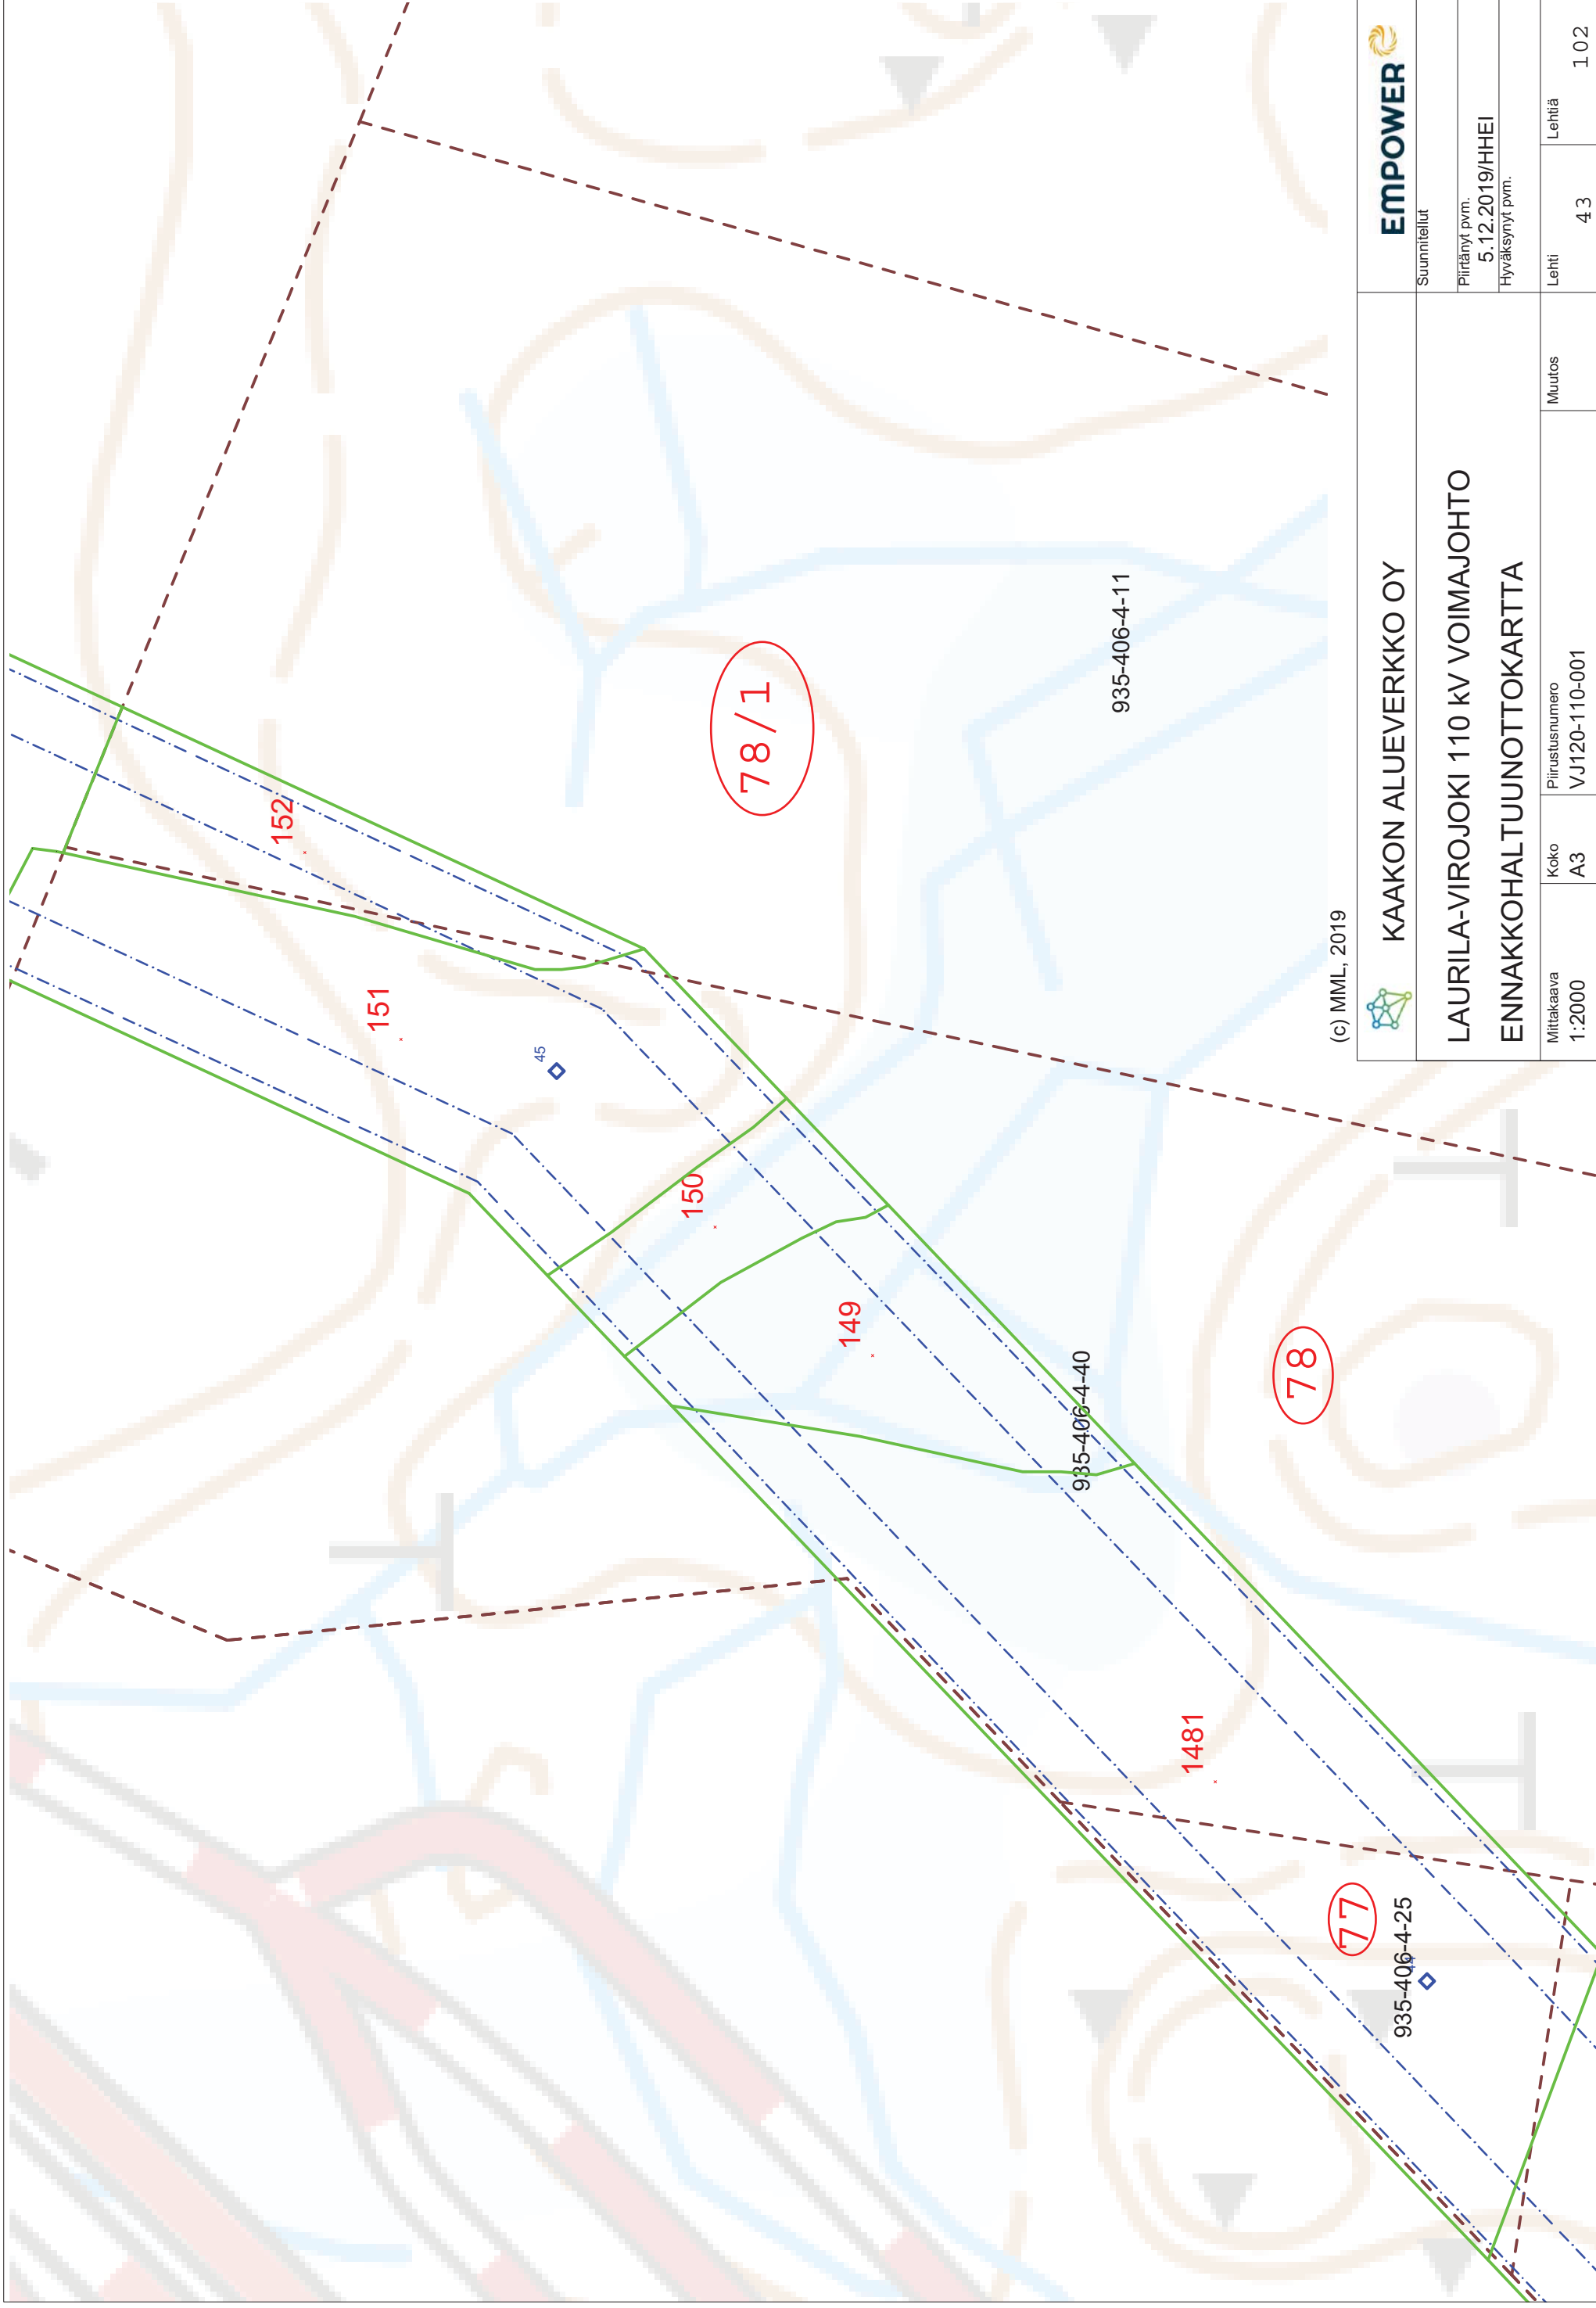 152
151
45
78/1
150
935-406-4-11
149
935-406-4-40
78
1481
77
935-406-4-25
(c) MML, 2019
KAAKON ALUEVERKKO OY
EMPOWER
LAURILA-VIROJOKI 110 kV VOIMAJOHTO
ENNAKKOHALTUUNOTTOKARTTA
Suunnitellut
Piirtänyt pvm.
5.12.2019/HHEI
Hyväksynyt pvm.
Mittakaava
1:2000
Koko
A3
Piirustusnumero
VJ120-110-001
Muutos
Lehti
43
Lehtiä
102